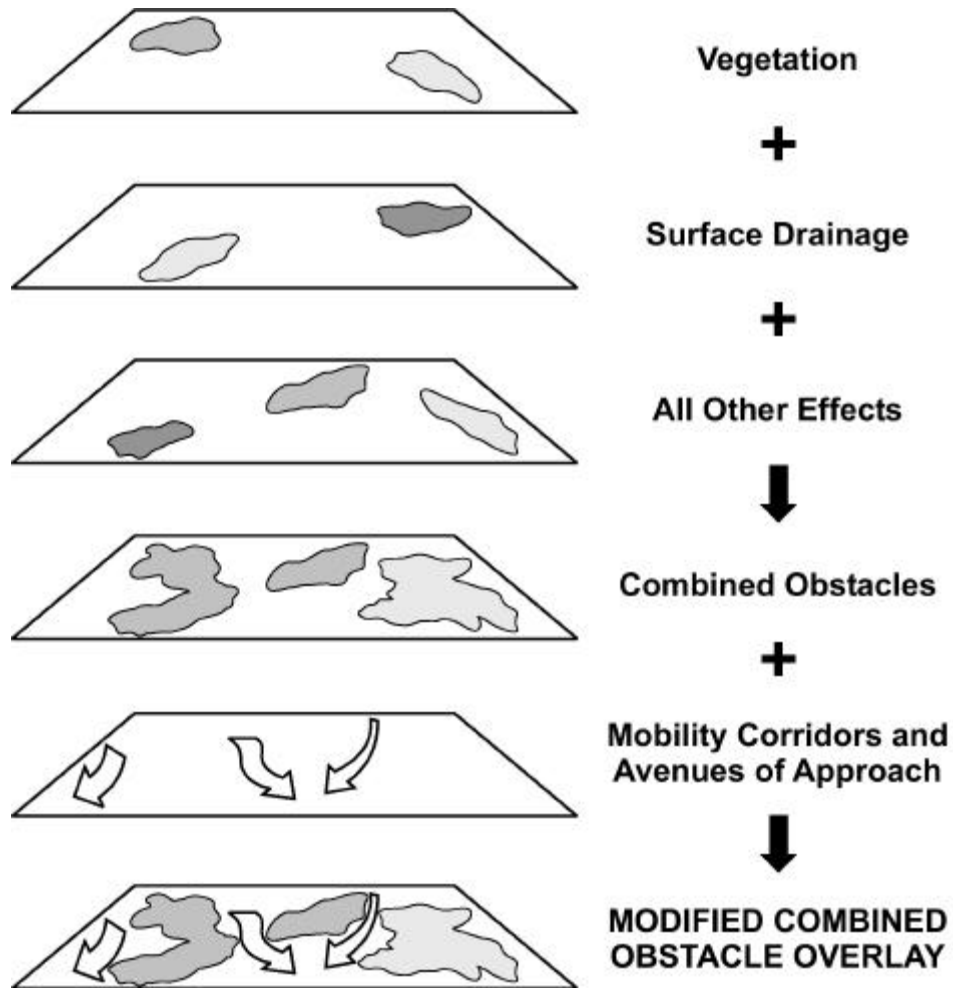 Vegetation
+
Surface Drainage
+
All Other Effects
Combined Obstacles
+
Mobility Corridors and
Avenues of Approach
MODIFIED COMBINED
OBSTACLE OVERLAY